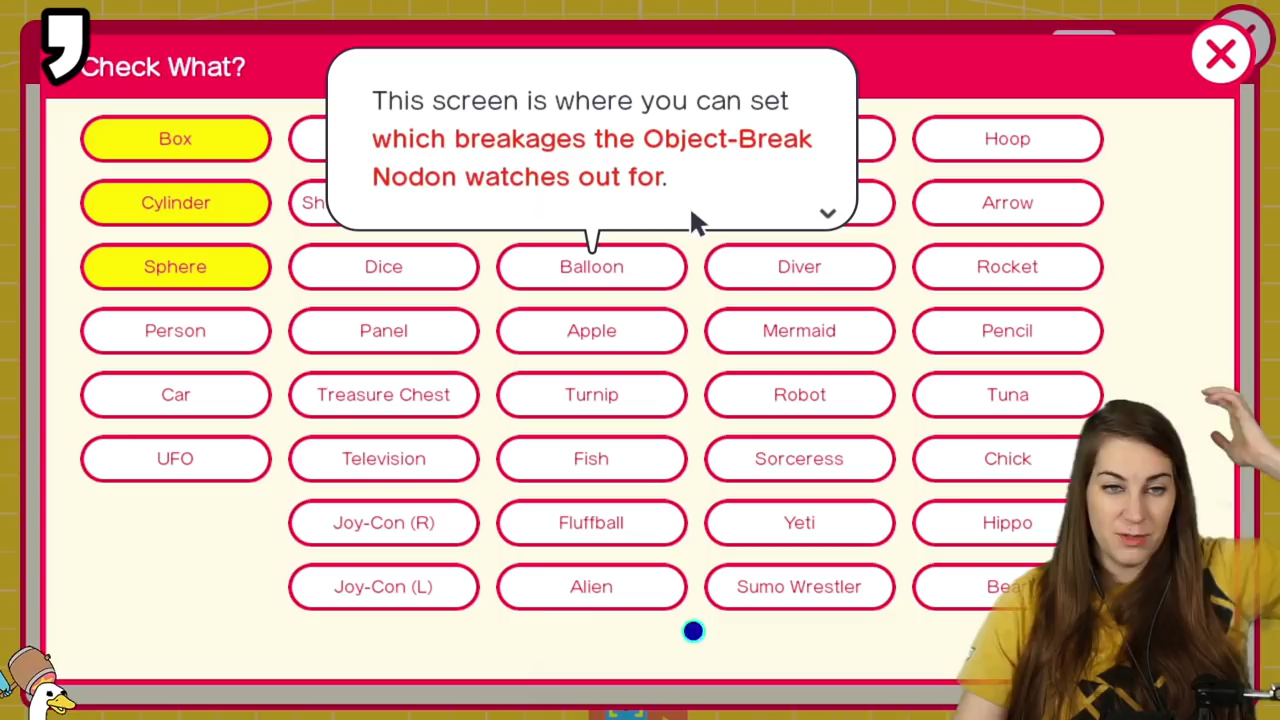 Check What?
This screen is where you can set
which breakages the Object-Break
Nodon watches out for.
Box
Hoop
Cylinder
Sh
Arrow
Sphere
Dice
Balloon
Diver
Rocket
Person
Panel
Apple
Mermaid
Pencil
Car
Treasure Chest
Turnip
Robot
Tuna
UFO
Television
Fish
Sorceress
Chick
Joy-Con (R)
Fluffball
Yeti
Hippo
Joy-Con (L)
Alien
Sumo Wrestler
Bear